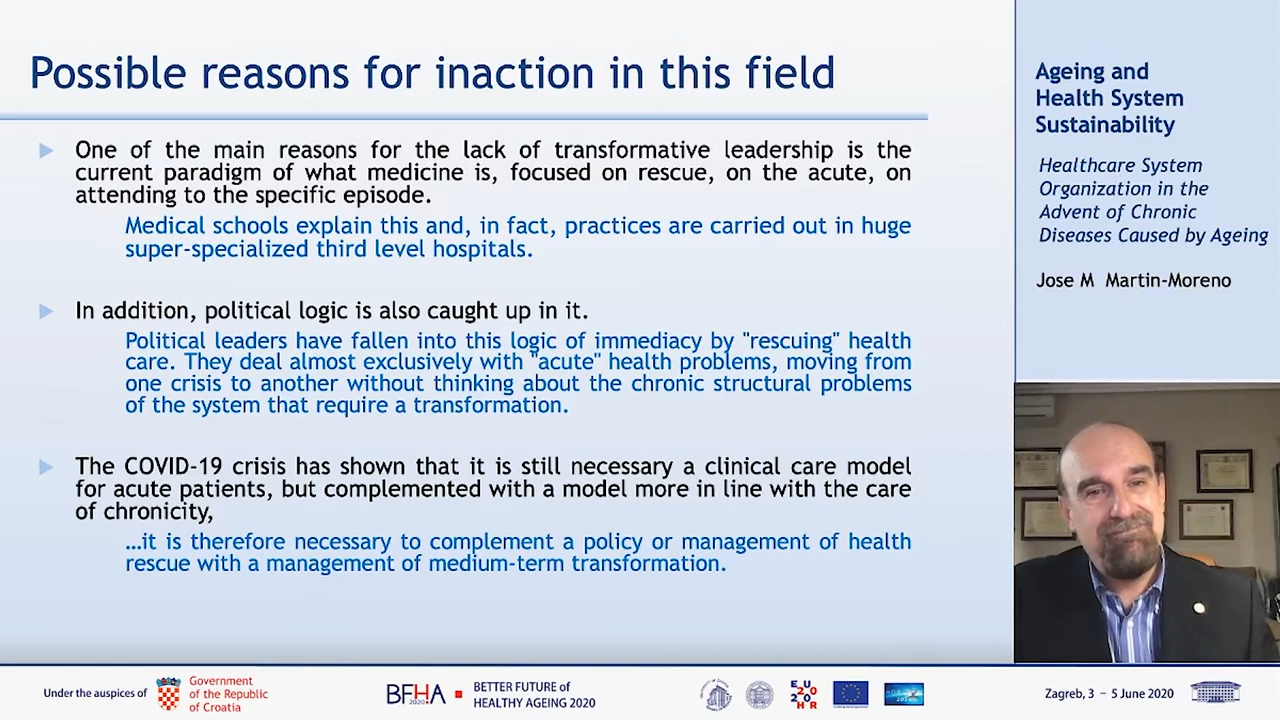 Possible reasons for inaction in this field
One of the main reasons for the lack of transformative leadership is the
current paradigm of what medicine is, focused on rescue, on the acute, on
attending to the specific episode.
Medical schools explain this and, in fact, practices are carried out in huge
super-specialized third level hospitals.
In addition, political logic is also caught up in it.
Political leaders have fallen into this logic of immediacy by "rescuing" health
care. They deal almost exclusively with "acute" health problems, moving from
one crisis to another without thinking about the chronic structural problems
of the system that require a transformation.
The COVID-19 crisis has shown that it is still necessary a clinical care model
for acute patients, but complemented with a model more in line with the care
of chronicity,
…it is therefore necessary to complement a policy or management of health
rescue with a management of medium-term transformation.
Ageing and
Health System
Sustainability
Healthcare System
Organization in the
Advent of Chronic
Diseases Caused by Ageing
Jose M Martin-Moreno
Under the auspices of
Government
of the Republic
of Croatia
BFHA
2020
BETTER FUTURE of
HEALTHY AGEING 2020
EU
20
20
HR
Zagreb, 3 – 5 June 2020